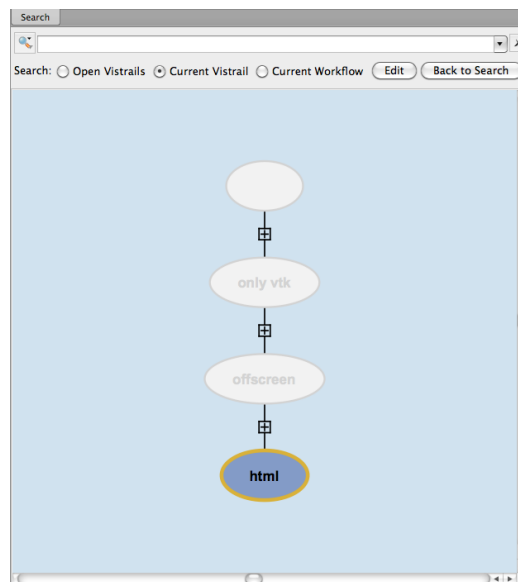 Search
Search: Open Vistrails Current Vistrail Current Workflow Edit Back to Search
only vtk
offscreen
html